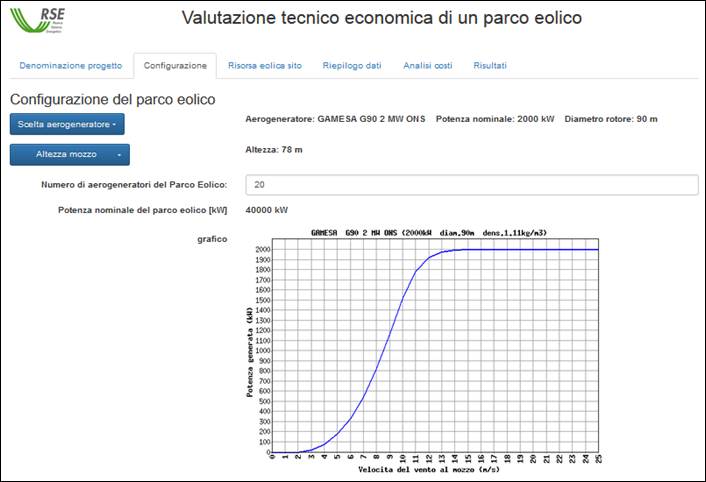 RSE
Ricerca
Sistema
Energetico
Valutazione tecnico economica di un parco eolico
Denominazione progetto Configurazione Risorsa eolica sito Riepilogo dati Analisi costi Risultati
Configurazione del parco eolico
Scelta aerogeneratore Aerogeneratore: GAMESA G90 2 MW ONS Potenza nominale: 2000 kW Diametro rotore: 90 m
Altezza mozzo Altezza: 78 m
Numero di aerogeneratori del Parco Eolico: 20
Potenza nominale del parco eolico [kW] 40000 kW
grafico
GAMESA G90 2 MW ONS (2000kW diam.90m dens.1.11kg/m3)
Potenza generata (kW)
2000
1900
1800
1700
1600
1500
1400
1300
1200
1100
1000
900
800
700
600
500
400
300
200
100
0
0 1 2 3 4 5 6 7 8 9 10 11 12 13 14 15 16 17 18 19 20 21 22 23 24 25
Velocita del vento al mozzo (m/s)